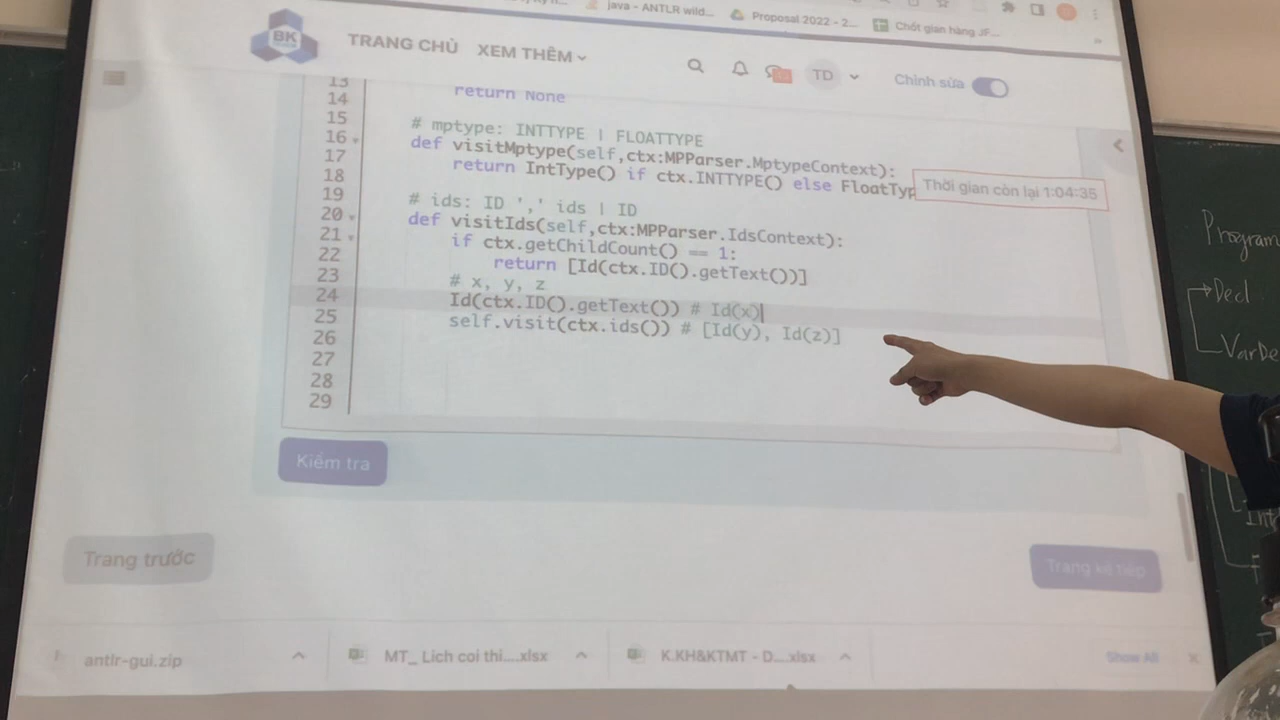 java - ANTLR wild...
Proposal 2022 - 2...
Chốt gian hàng JF...
BK
TRANG CHỦ
XEM THÊM
TD
Chỉnh sửa
13
14 return None
15
16 # mptype: INTTYPE | FLOATTYPE
17 def visitMptype(self,ctx:MPParser.MptypeContext):
18 return IntType() if ctx.INTTYPE() else FloatTyp
Thời gian còn lại 1:04:35
19
20 # ids: ID ',' ids | ID
21 def visitIds(self,ctx:MPParser.IdsContext):
22 if ctx.getChildCount() == 1:
23 return [Id(ctx.ID().getText())]
24 # x, y, z
25 Id(ctx.ID().getText()) # Id(x)
26 self.visit(ctx.ids()) # [Id(y), Id(z)]
27
28
29
Kiểm tra
Trang trước
Trang kế tiếp
antlr-gui.zip
MT_ Lich coi thi....xlsx
K.KH&KTMT - D....xlsx
Show All
Program
Decl
VarDe